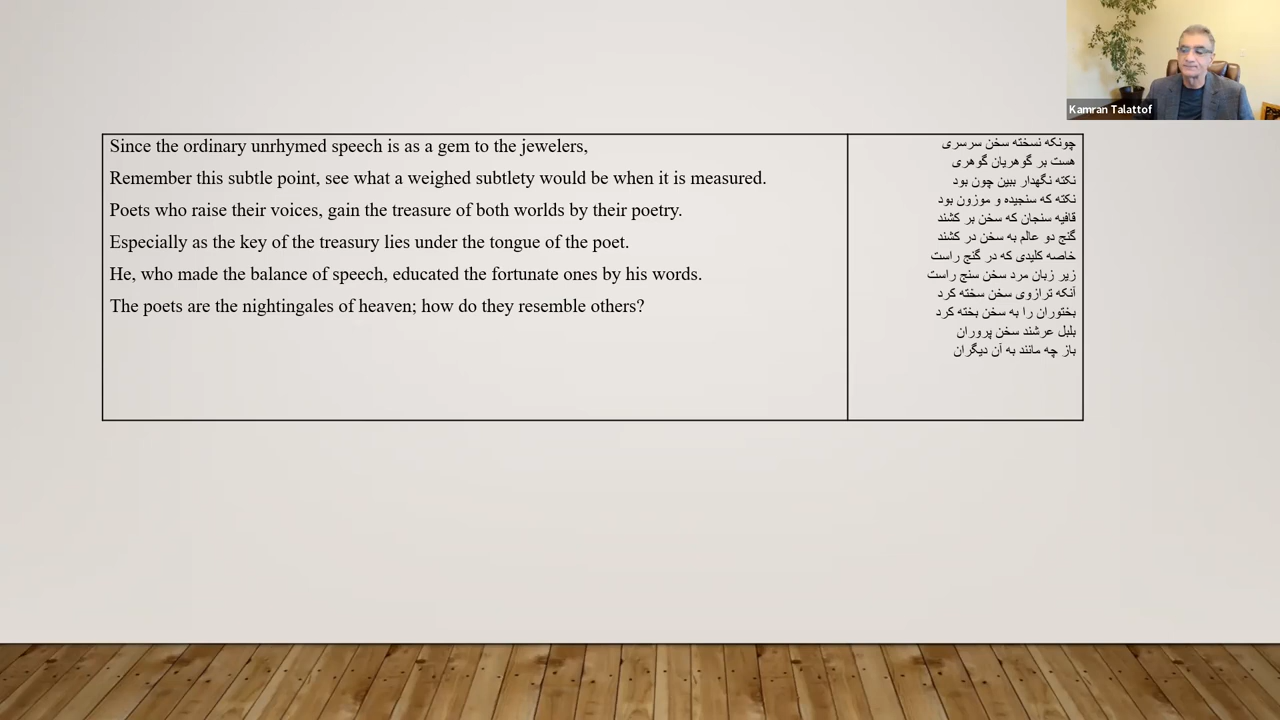 Kamran Talattof
Since the ordinary unrhymed speech is as a gem to the jewelers,
Remember this subtle point, see what a weighed subtlety would be when it is measured.
Poets who raise their voices, gain the treasure of both worlds by their poetry.
Especially as the key of the treasury lies under the tongue of the poet.
He, who made the balance of speech, educated the fortunate ones by his words.
The poets are the nightingales of heaven; how do they resemble others?
چونکه نسخته سخن سرسری
هست بر گوهریان گوهری
نکته نگهدار ببین چون بود
نکته که سنجیده و موزون بود
قافیه سنجان که سخن بر کشند
گنج دو عالم به سخن در کشند
خاصه کلیدی که در گنج راست
زیر زبان مرد سخن سنج راست
آنکه ترازوی سخن سخته کرد
بختوران را به سخن بخته کرد
بلبل عرشند سخن پروران
باز چه مانند به آن دیگران